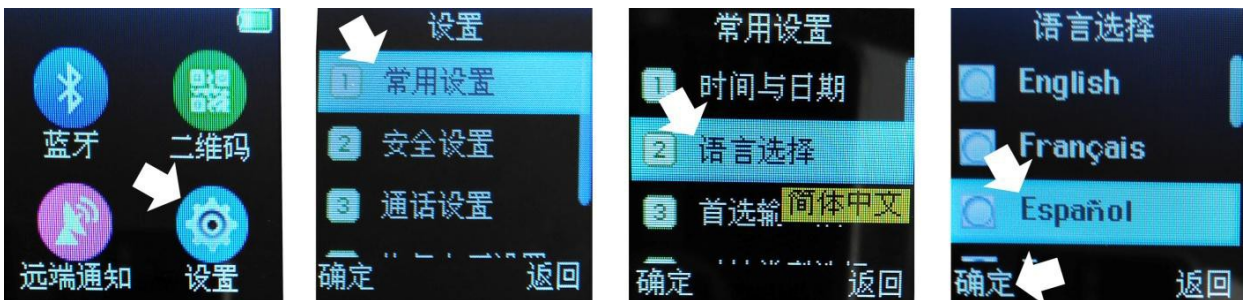 蓝牙
二维码
远端通知
设置
设置
1 常用设置
2 安全设置
3 通话设置
确定
返回
常用设置
1 时间与日期
2 语言选择
3 首选输
简体中文
确定
返回
语言选择
English
Français
Español
确定
返回